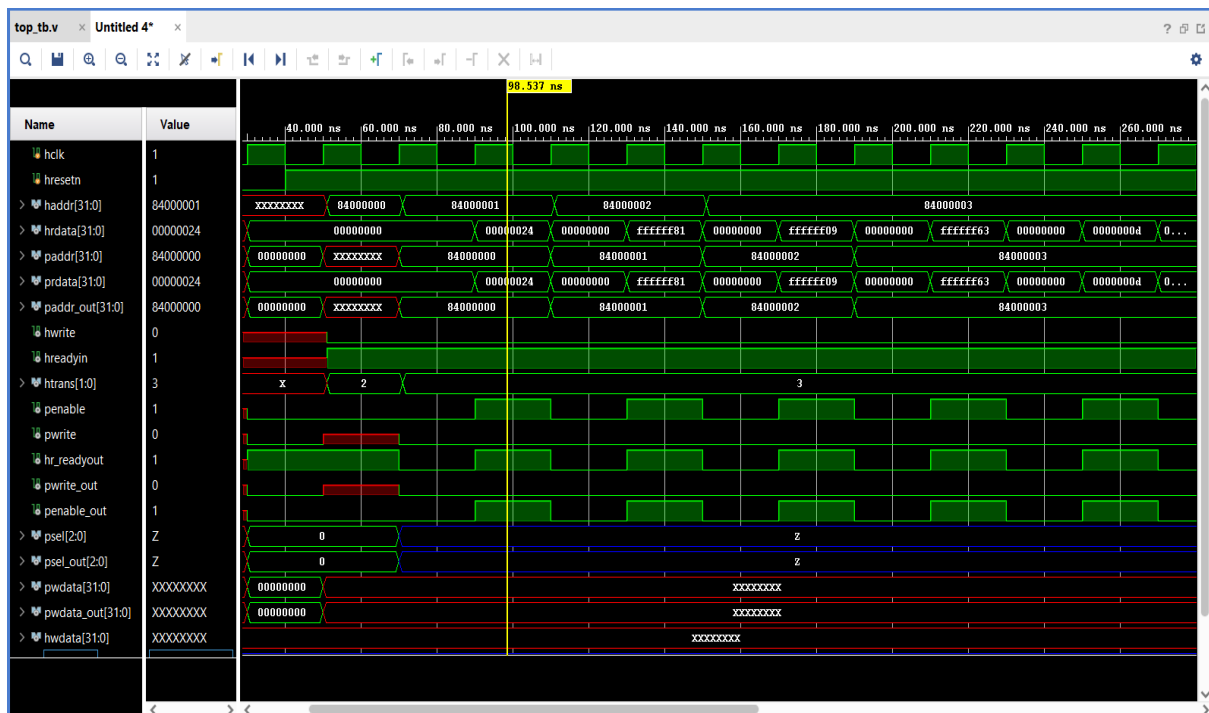 top_tb.v × Untitled 4* ×
98.537 ns
Name Value
40.000 ns 60.000 ns 80.000 ns 100.000 ns 120.000 ns 140.000 ns 160.000 ns 180.000 ns 200.000 ns 220.000 ns 240.000 ns 260.000 ns
hclk 1
hresetn 1
haddr[31:0] 84000001 XXXXXXXX 84000000 84000001 84000002 84000003
hrdata[31:0] 00000024 00000000 00000024 00000000 ffffff81 00000000 ffffff09 00000000 ffffff63 00000000 0000000d 0...
paddr[31:0] 84000000 00000000 XXXXXXXX 84000000 84000001 84000002 84000003
prdata[31:0] 00000024 00000000 00000024 00000000 ffffff81 00000000 ffffff09 00000000 ffffff63 00000000 0000000d 0...
paddr_out[31:0] 84000000 00000000 XXXXXXXX 84000000 84000001 84000002 84000003
hwrite 0
hreadyin 1
htrans[1:0] 3 X 2 3
penable 1
pwrite 0
hr_readyout 1
pwrite_out 0
penable_out 1
psel[2:0] Z 0 Z
psel_out[2:0] Z 0 Z
pwdata[31:0] XXXXXXXX 00000000 XXXXXXXX
pwdata_out[31:0] XXXXXXXX 00000000 XXXXXXXX
hwdata[31:0] XXXXXXXX XXXXXXXX